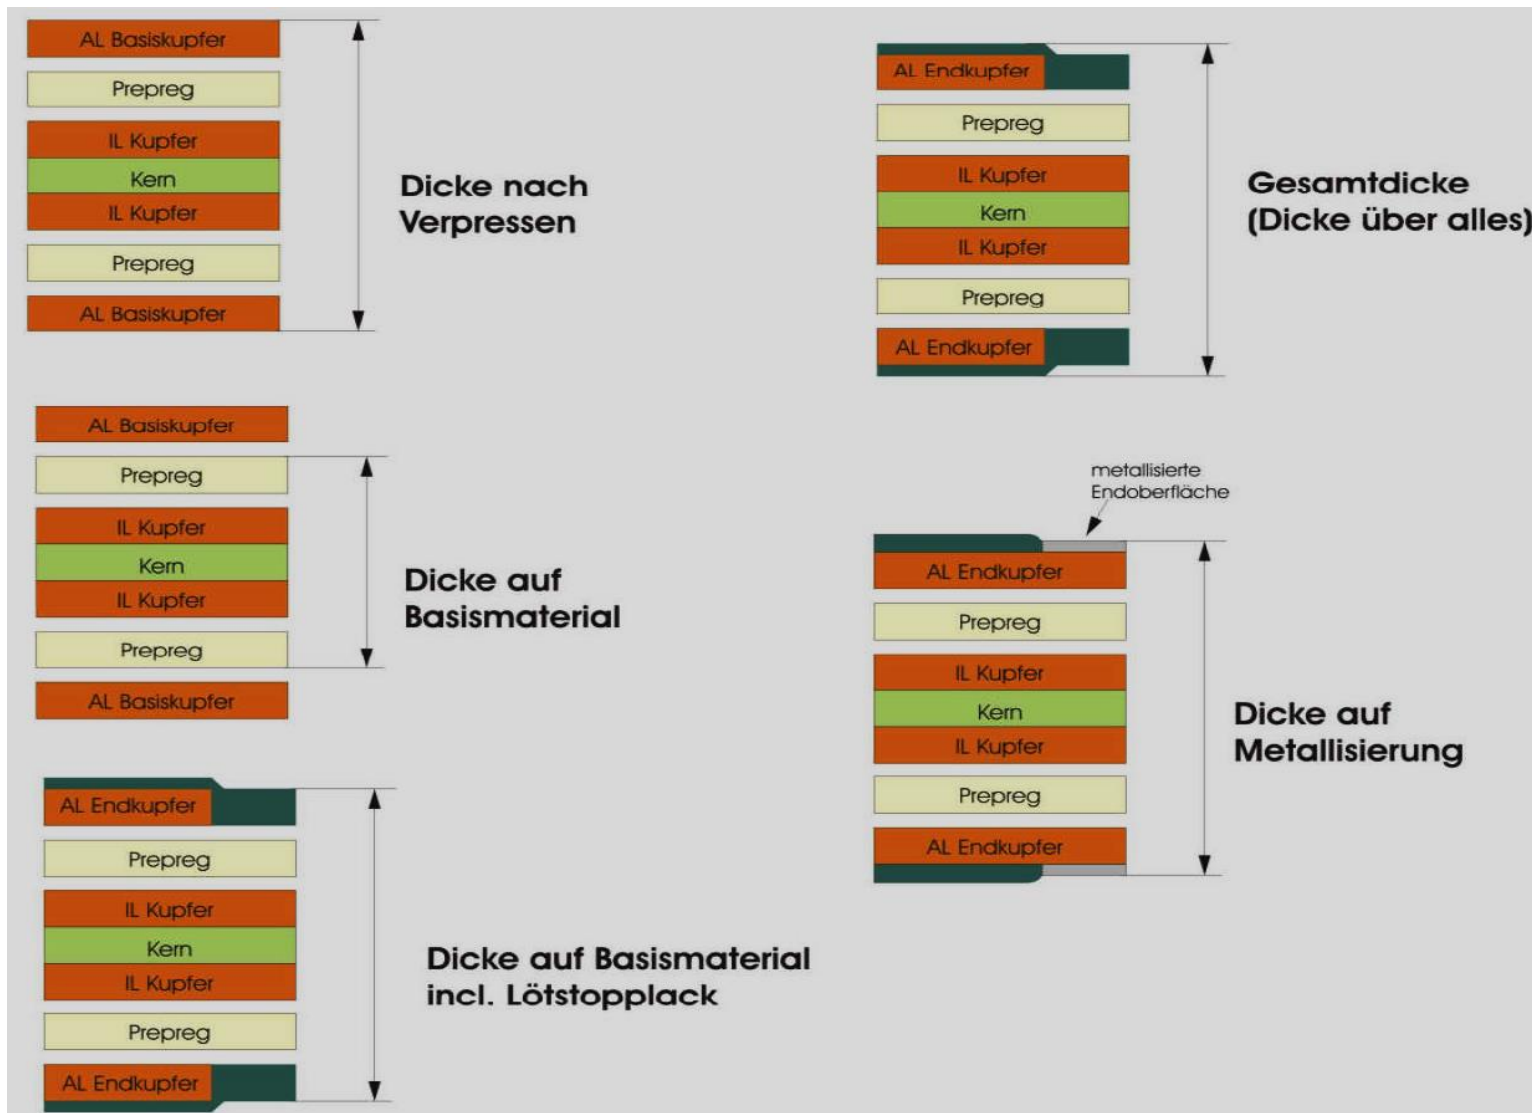 AL Basiskupfer
Prepreg
IL Kupfer
Kern
IL Kupfer
Prepreg
AL Basiskupfer
Dicke nach
Verpressen
AL Basiskupfer
Prepreg
IL Kupfer
Kern
IL Kupfer
Prepreg
AL Basiskupfer
Dicke auf
Basismaterial
AL Endkupfer
Prepreg
IL Kupfer
Kern
IL Kupfer
Prepreg
AL Endkupfer
Dicke auf Basismaterial
incl. Lötstopplack
AL Endkupfer
Prepreg
IL Kupfer
Kern
IL Kupfer
Prepreg
AL Endkupfer
Gesamtdicke
(Dicke über alles)
metallisierte
Endoberfläche
AL Endkupfer
Prepreg
IL Kupfer
Kern
IL Kupfer
Prepreg
AL Endkupfer
Dicke auf
Metallisierung